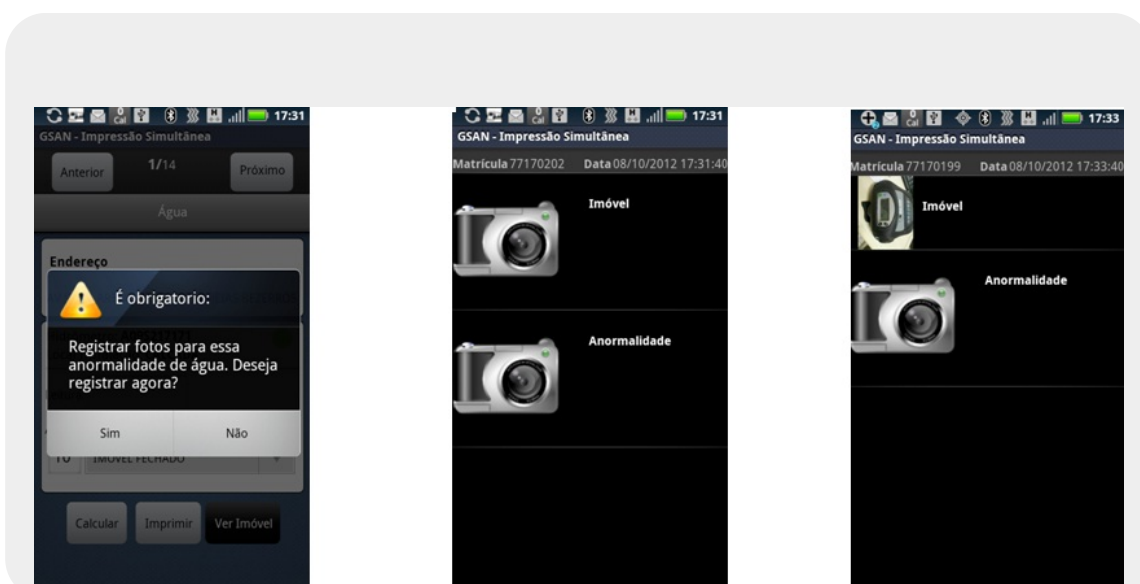 17:31
GSAN - Impressão Simultânea
Anterior 1/14 Próximo
Água
Endereço
É obrigatorio:
Registrar fotos para essa
anormalidade de água. Deseja
registrar agora?
Sim Não
10 IMOVEL FECHADO
Calcular Imprimir Ver Imóvel
17:31
GSAN - Impressão Simultânea
Matrícula 77170202 Data 08/10/2012 17:31:40
Imóvel
Anormalidade
17:33
GSAN - Impressão Simultânea
Matrícula 77170199 Data 08/10/2012 17:33:40
Imóvel
Anormalidade